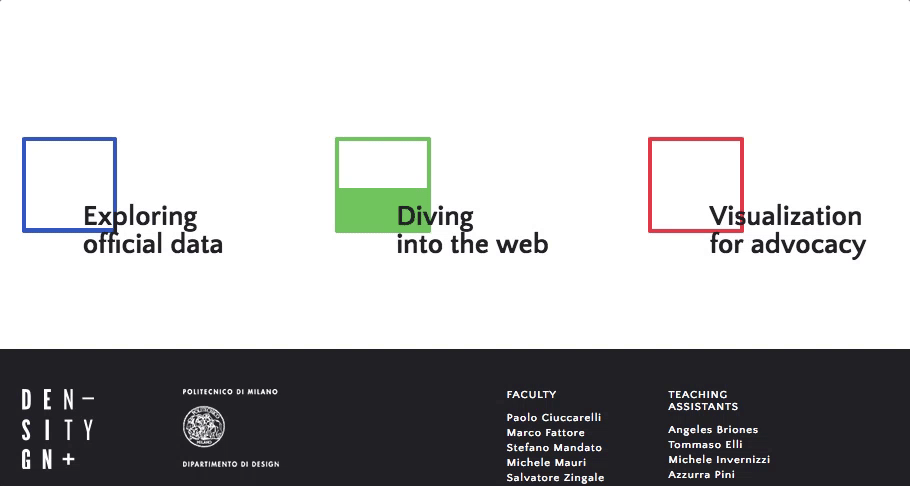 Exploring
official data
Diving
into the web
Visualization
for advocacy
DEN–
SITY
GN+
POLITECNICO DI MILANO
DIPARTIMENTO DI DESIGN
FACULTY
Paolo Ciuccarelli
Marco Fattore
Stefano Mandato
Michele Mauri
Salvatore Zingale
TEACHING
ASSISTANTS
Angeles Briones
Tommaso Elli
Michele Invernizzi
Azzurra Pini